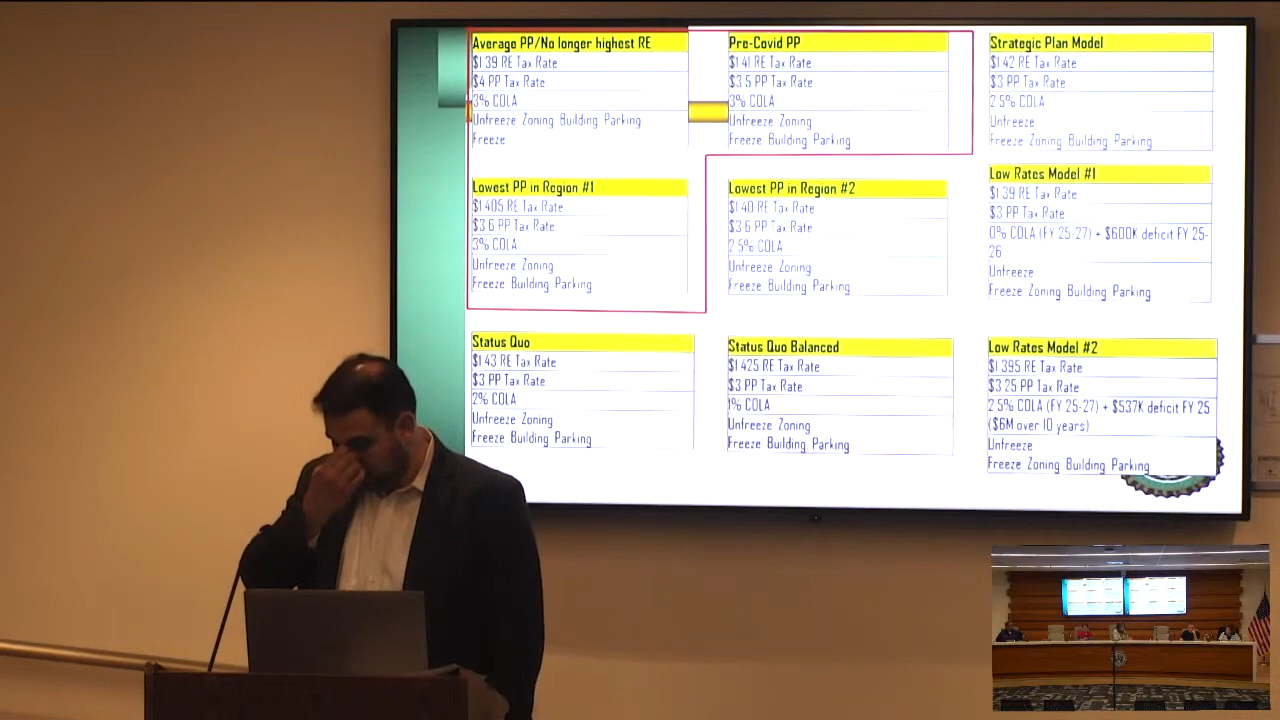 Average PP/No longer highest RE
$1.39 RE Tax Rate
$4 PP Tax Rate
3% COLA
Unfreeze Zoning Building Parking
Freeze
Pre-Covid PP
$1.41 RE Tax Rate
$3.5 PP Tax Rate
3% COLA
Unfreeze Zoning
Freeze Building Parking
Strategic Plan Model
$1.42 RE Tax Rate
$3 PP Tax Rate
2.5% COLA
Unfreeze
Freeze Zoning Building Parking
Lowest PP in Region #1
$1.405 RE Tax Rate
$3.6 PP Tax Rate
3% COLA
Unfreeze Zoning
Freeze Building Parking
Lowest PP in Region #2
$1.40 RE Tax Rate
$3.6 PP Tax Rate
2.5% COLA
Unfreeze Zoning
Freeze Building Parking
Low Rates Model #1
$1.39 RE Tax Rate
$3 PP Tax Rate
0% COLA (FY 25-27) + $600K deficit FY 25-
26
Unfreeze
Freeze Zoning Building Parking
Status Quo
$1.43 RE Tax Rate
$3 PP Tax Rate
2% COLA
Unfreeze Zoning
Freeze Building Parking
Status Quo Balanced
$1.425 RE Tax Rate
$3 PP Tax Rate
1% COLA
Unfreeze Zoning
Freeze Building Parking
Low Rates Model #2
$1.395 RE Tax Rate
$3.25 PP Tax Rate
2.5% COLA (FY 25-27) + $537K deficit FY 25
($6M over 10 years)
Unfreeze
Freeze Zoning Building Parking